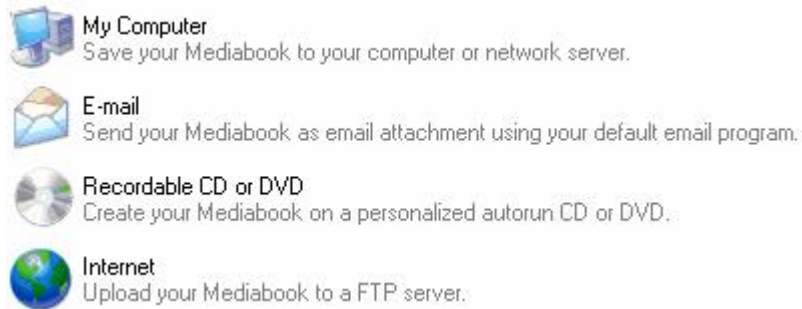 My Computer
Save your Mediabook to your computer or network server.
E-mail
Send your Mediabook as email attachment using your default email program.
Recordable CD or DVD
Create your Mediabook on a personalized autorun CD or DVD.
Internet
Upload your Mediabook to a FTP server.